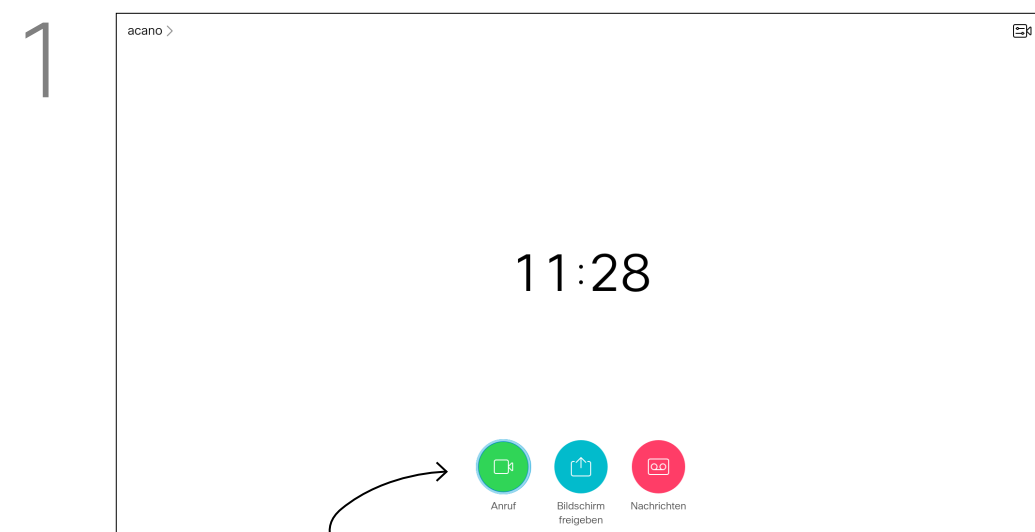 1
acano
11:28
Anruf
Bildschirm
freigeben
Nachrichten